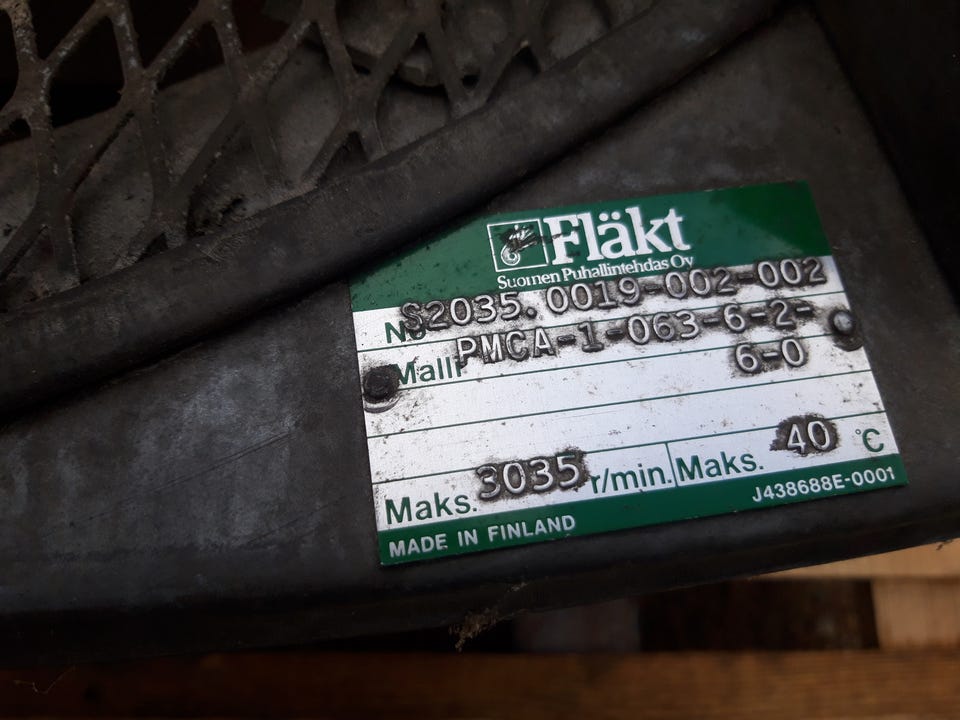 Fläkt
Suomen Puhallintehdas Oy
No S2035.0019-002-002
Malli PMCA-1-063-6-2-
6-0
Maks. 3035 r/min. Maks. 40 °C
J438688E-0001
MADE IN FINLAND